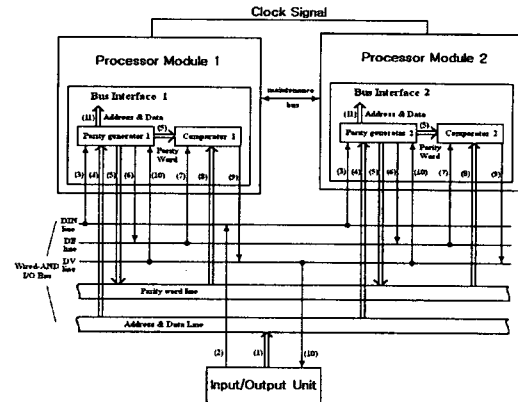 Clock Signal
Processor Module 1
Processor Module 2
maintenance
bus
Bus Interface 1
(11) Address & Data
Parity generator 1
(5)
Parity
Word
Comparator 1
(3) (4) (5) (6) (10) (7) (8) (9)
Bus Interface 2
(11) Address & Data
Parity generator 2
(5)
Parity
Word
Comparator 2
(3) (4) (5) (6) (10) (7) (8) (9)
DIN
line
DE
line
DV
line
Wired-AND
I/O Bus
Parity word line
Address & Data Line
(2) (1) (10)
Input/Output Unit